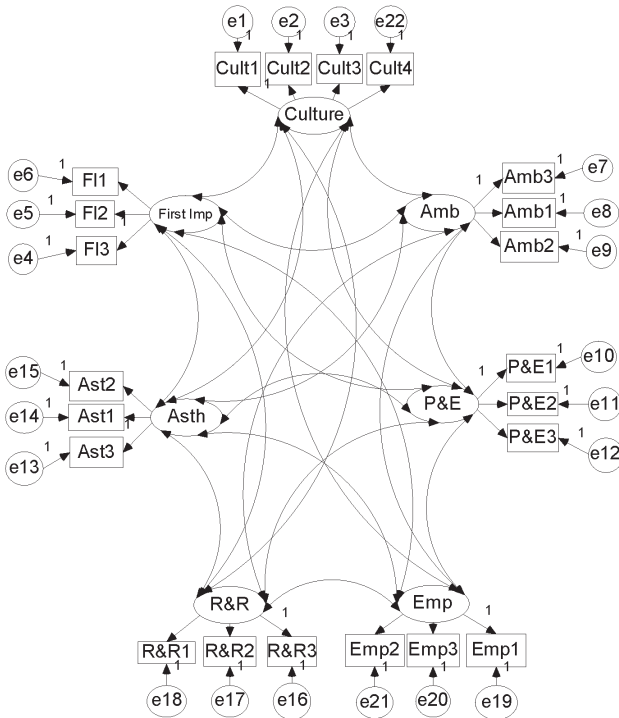 e1 e2 e3 e22
1 1 1 1
Cult1 Cult2 Cult3 Cult4
1
Culture
e6 1 FI1
e5 1 FI2 1
e4 1 FI3
First Imp
Amb
1 Amb3 1 e7
Amb1 1 e8
Amb2 1 e9
e15 1 Ast2
e14 1 Ast1 1
e13 1 Ast3
Asth
P&E
1 P&E1 1 e10
P&E2 1 e11
P&E3 1 e12
R&R 1
Emp 1
R&R1 R&R2 R&R3 Emp2 Emp3 Emp1
1 1 1 1 1 1
e18 e17 e16 e21 e20 e19